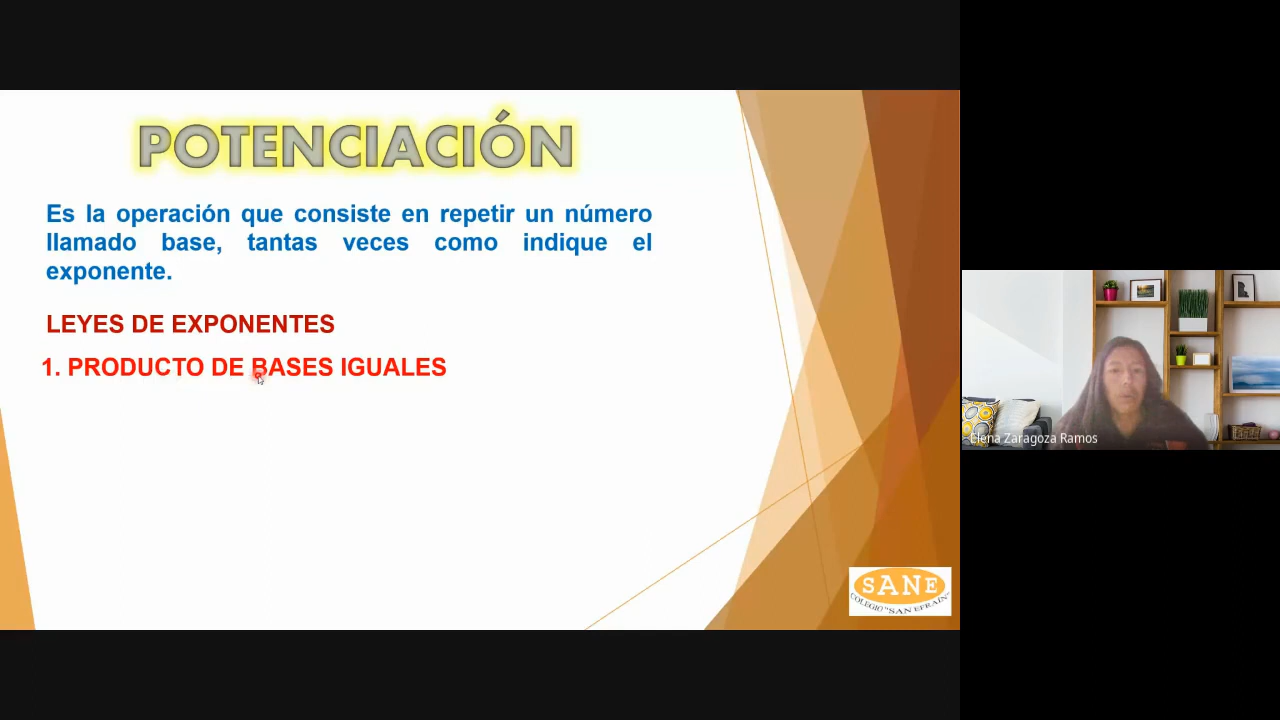 POTENCIACIÓN
Es la operación que consiste en repetir un número
llamado base, tantas veces como indique el
exponente.
LEYES DE EXPONENTES
1. PRODUCTO DE BASES IGUALES
Elena Zaragoza Ramos
SANE
COLEGIO "SAN EFRAIN"